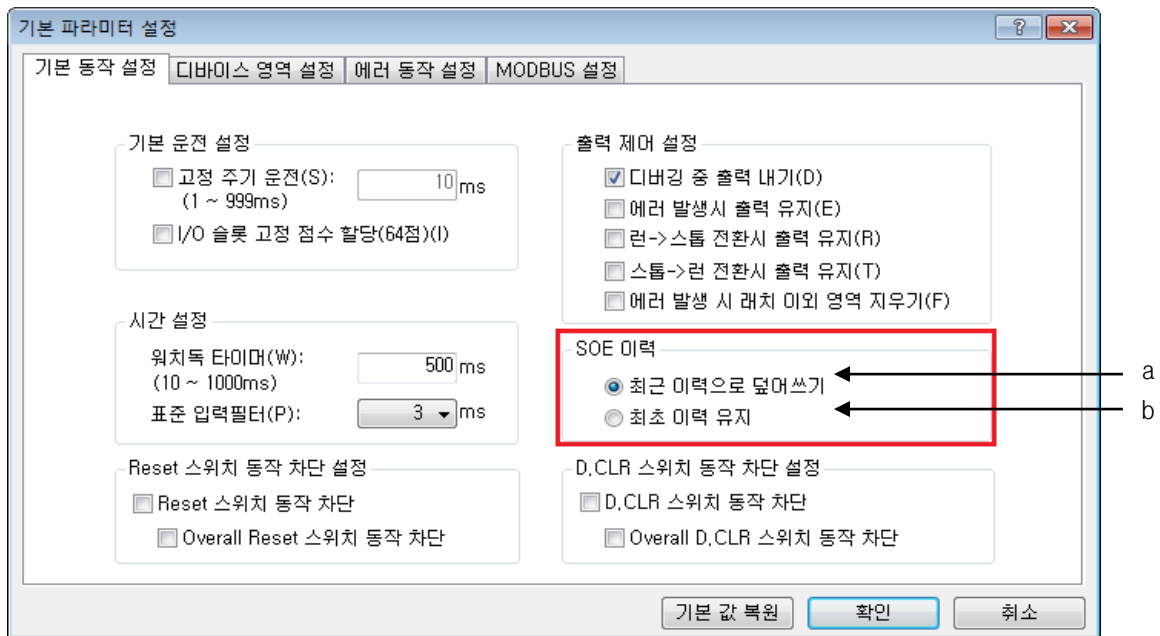 기본 파라미터 설정
기본 동작 설정
디바이스 영역 설정
에러 동작 설정
MODBUS 설정
기본 운전 설정
고정 주기 운전(S):
10 ms
(1 ~ 999ms)
I/O 슬롯 고정 점수 할당(64점)(I)
출력 제어 설정
디버깅 중 출력 내기(D)
에러 발생시 출력 유지(E)
런->스톱 전환시 출력 유지(R)
스톱->런 전환시 출력 유지(T)
에러 발생 시 래치 이외 영역 지우기(F)
시간 설정
워치독 타이머(W):
500 ms
(10 ~ 1000ms)
표준 입력필터(P):
3 ms
SOE 이력
최근 이력으로 덮어쓰기
a
최초 이력 유지
b
Reset 스위치 동작 차단 설정
Reset 스위치 동작 차단
Overall Reset 스위치 동작 차단
D.CLR 스위치 동작 차단 설정
D.CLR 스위치 동작 차단
Overall D.CLR 스위치 동작 차단
기본 값 복원
확인
취소